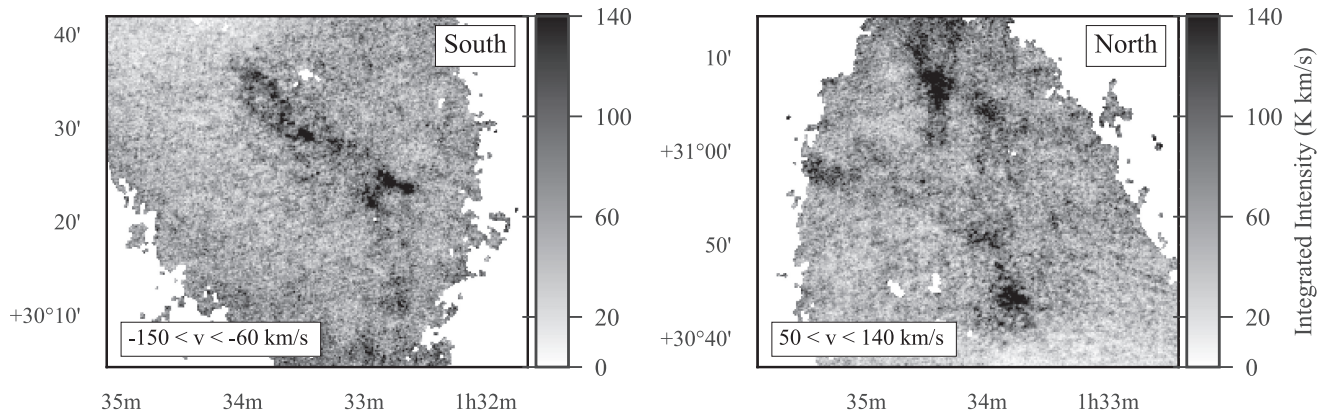 40'
30'
20'
+30°10'
South
-150 < v < -60 km/s
140
100
60
20
0
35m 34m 33m 1h32m
10'
+31°00'
50'
+30°40'
North
50 < v < 140 km/s
140
100
60
20
0
35m 34m 1h33m
Integrated Intensity (K km/s)